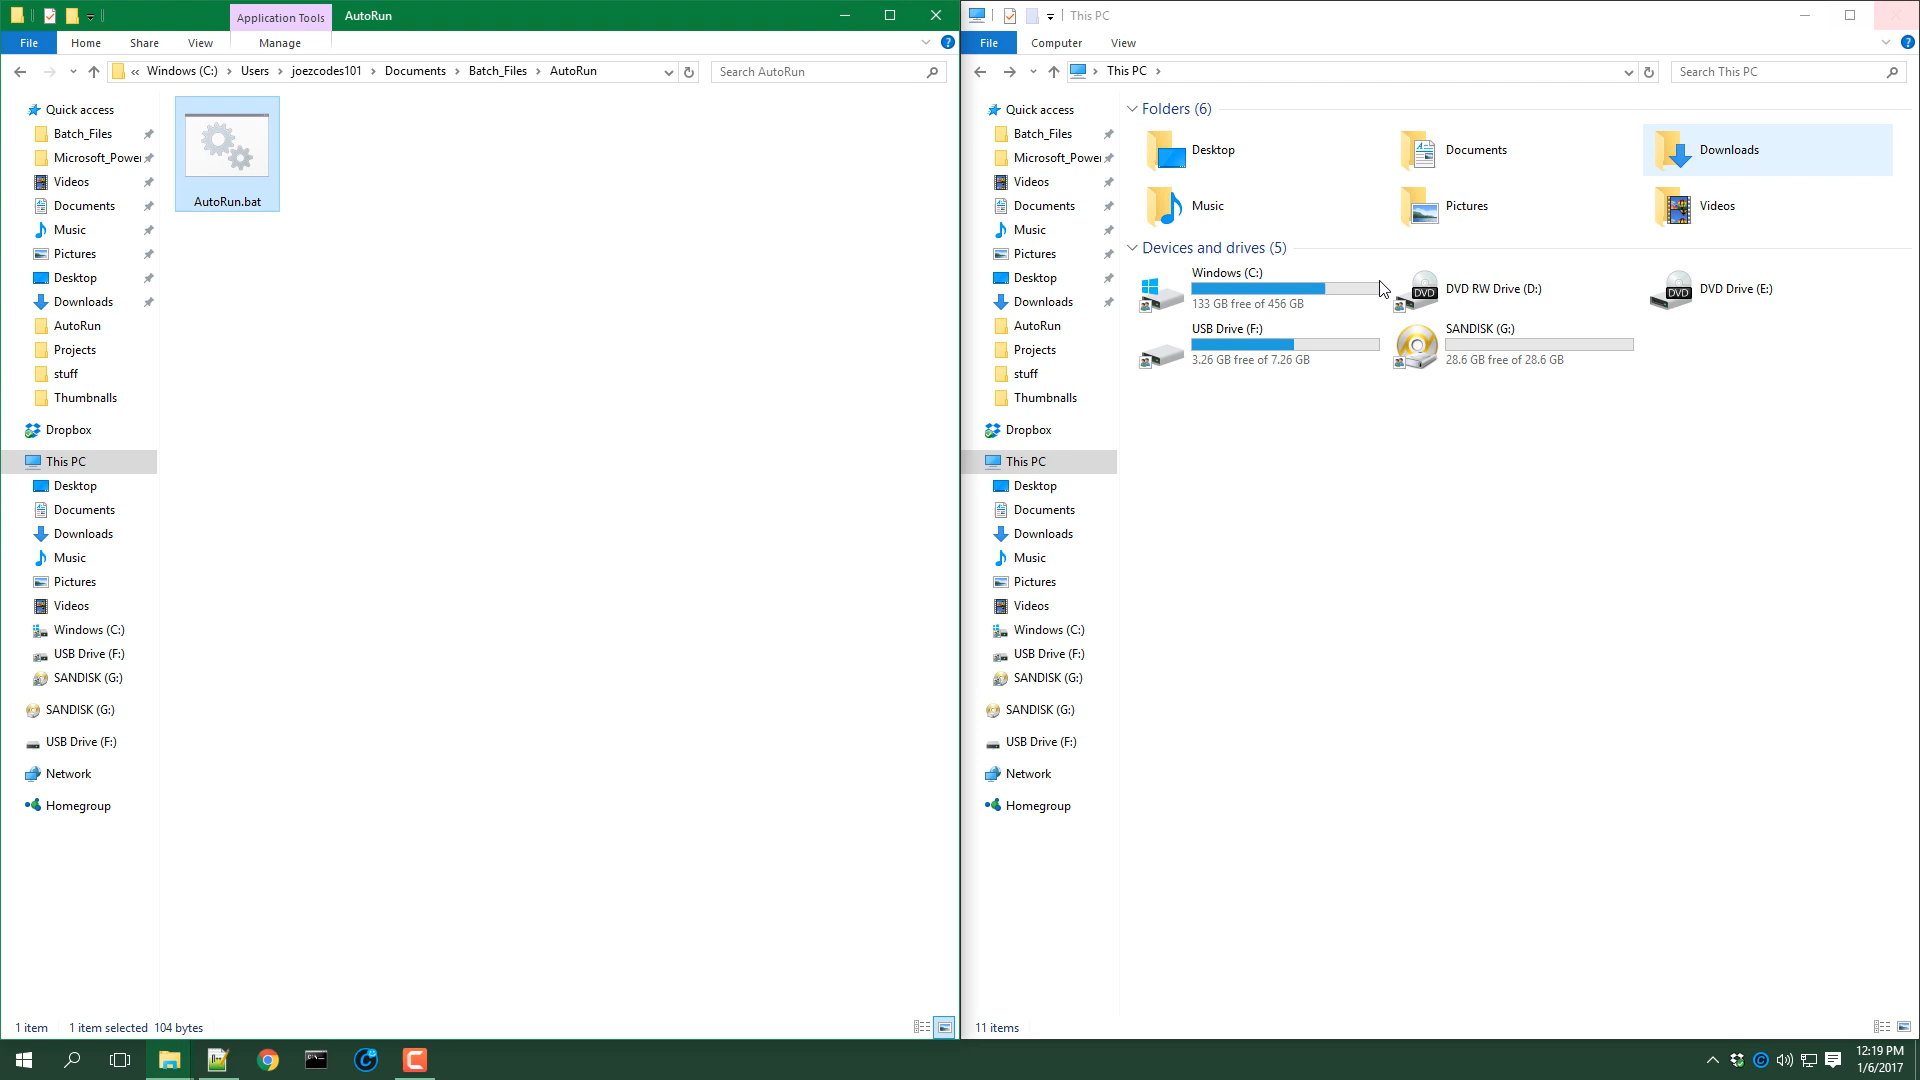 Application Tools
AutoRun
File
Home
Share
View
Manage
« Windows (C:) › Users › joezcodes101 › Documents › Batch_Files › AutoRun
Search AutoRun
Quick access
Batch_Files
Microsoft_Power
Videos
Documents
Music
Pictures
Desktop
Downloads
AutoRun
Projects
stuff
Thumbnalls
Dropbox
This PC
Desktop
Documents
Downloads
Music
Pictures
Videos
Windows (C:)
USB Drive (F:)
SANDISK (G:)
SANDISK (G:)
USB Drive (F:)
Network
Homegroup
AutoRun.bat
1 item
1 item selected 104 bytes
This PC
File
Computer
View
› This PC ›
Search This PC
Quick access
Batch_Files
Microsoft_Power
Videos
Documents
Music
Pictures
Desktop
Downloads
AutoRun
Projects
stuff
Thumbnalls
Dropbox
This PC
Desktop
Documents
Downloads
Music
Pictures
Videos
Windows (C:)
USB Drive (F:)
SANDISK (G:)
SANDISK (G:)
USB Drive (F:)
Network
Homegroup
Folders (6)
Desktop
Documents
Downloads
Music
Pictures
Videos
Devices and drives (5)
Windows (C:)
133 GB free of 456 GB
DVD
DVD RW Drive (D:)
DVD
DVD Drive (E:)
USB Drive (F:)
3.26 GB free of 7.26 GB
SANDISK (G:)
28.6 GB free of 28.6 GB
11 items
12:19 PM
1/6/2017